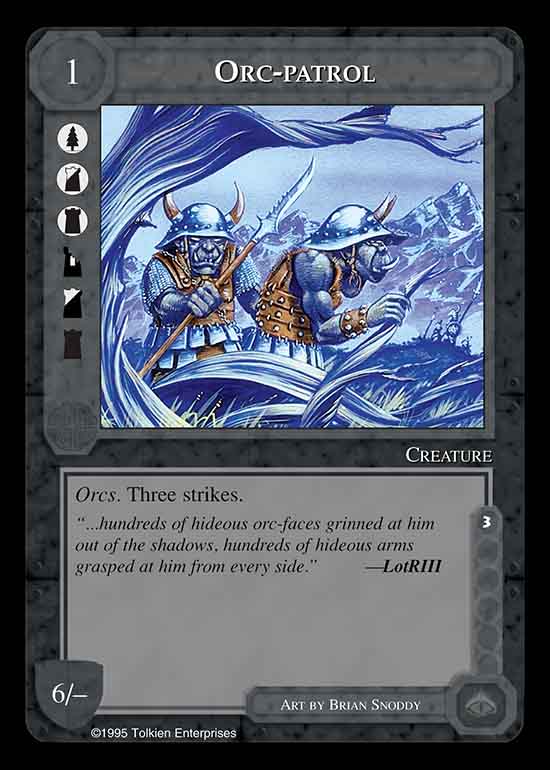 1
Orc-patrol
Creature
Orcs. Three strikes.
“...hundreds of hideous orc-faces grinned at him
out of the shadows, hundreds of hideous arms
grasped at him from every side.” —LotRIII
3
6/–
Art by Brian Snoddy
©1995 Tolkien Enterprises